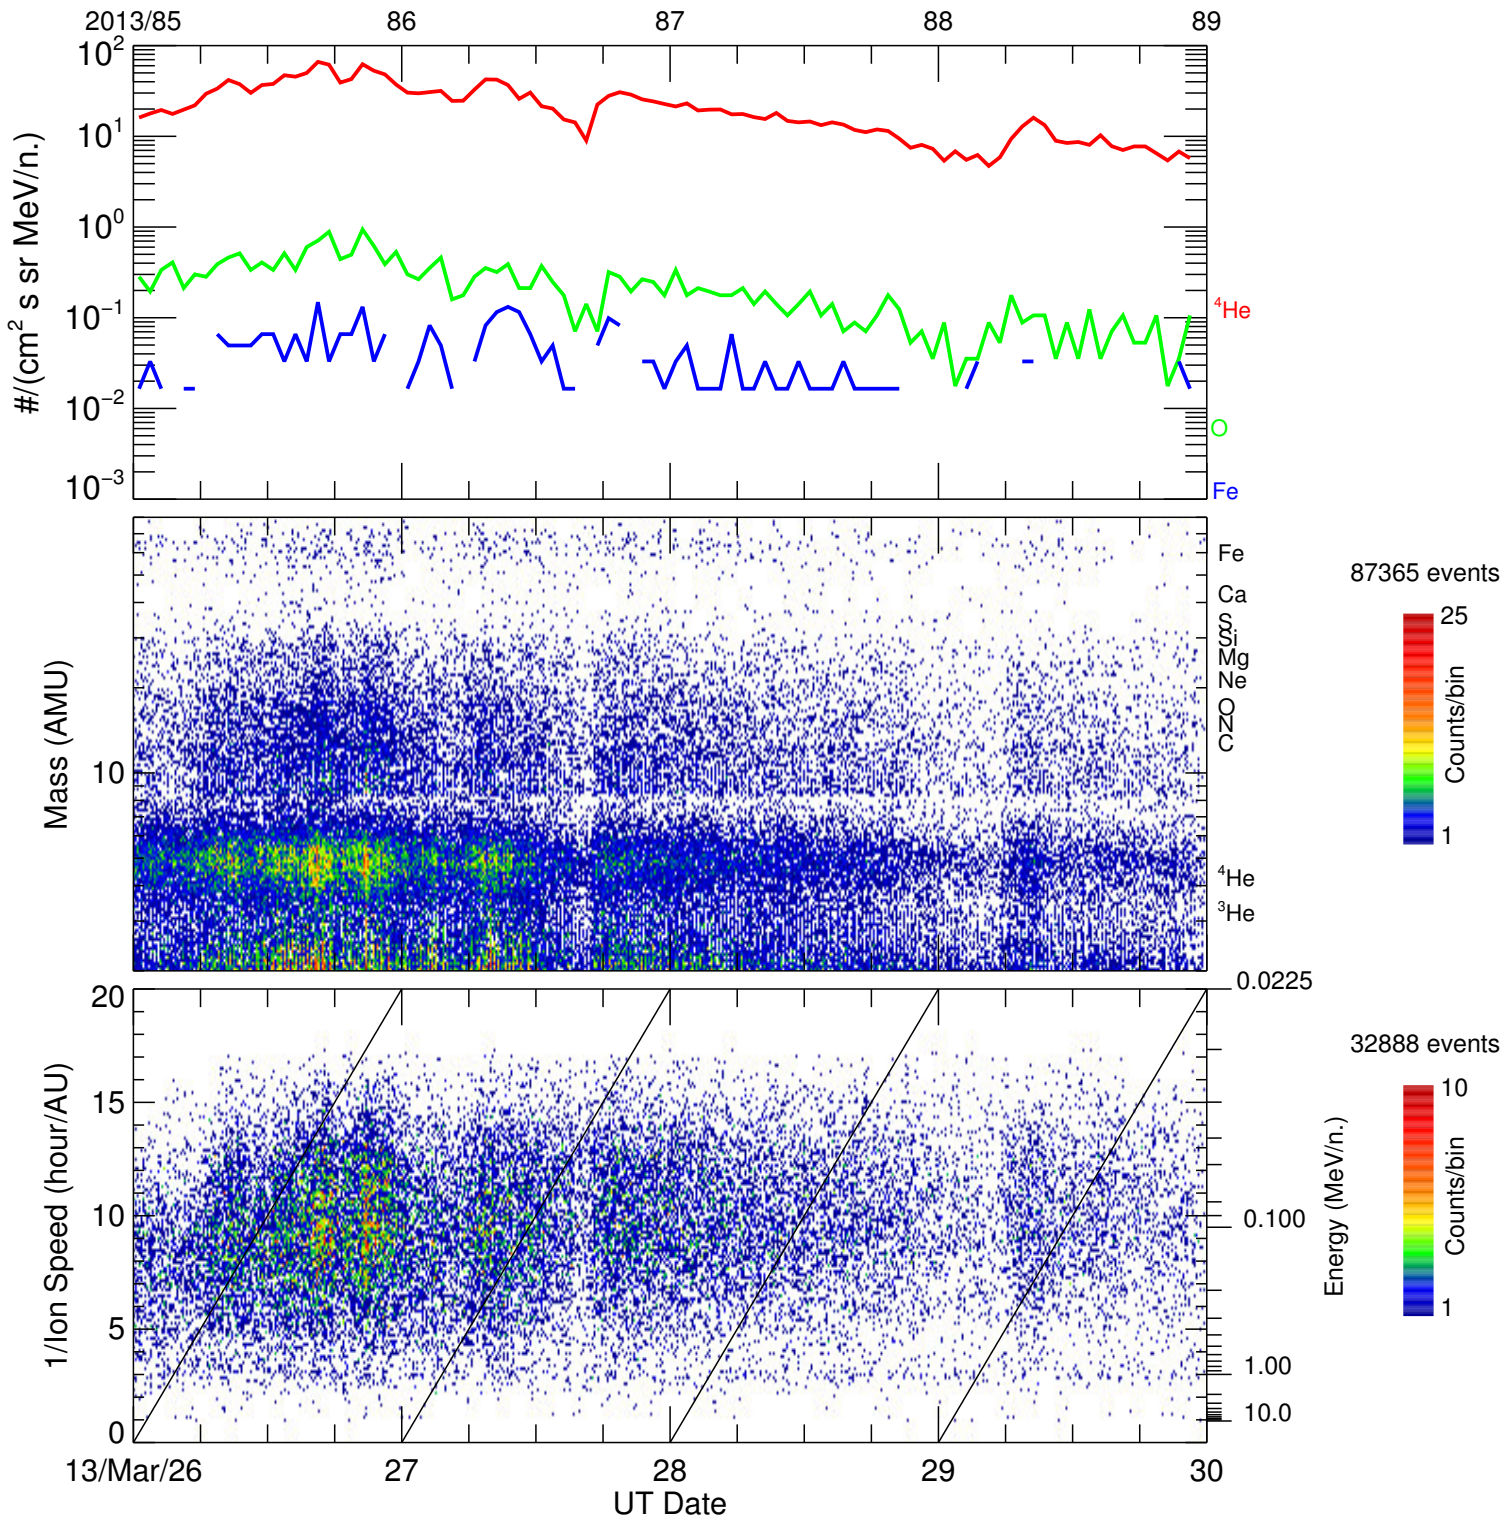 2013/85 86 87 88 89
10²
10¹
10⁰
10⁻¹
10⁻²
10⁻³
#/(cm² s sr MeV/n.)
⁴He
O
Fe
Mass (AMU)
10
Fe
Ca
S
Si
Mg
Ne
O
N
C
⁴He
³He
87365 events
25
Counts/bin
1
1/Ion Speed (hour/AU)
20
15
10
5
0
0.0225
0.100
1.00
10.0
Energy (MeV/n.)
32888 events
10
Counts/bin
1
13/Mar/26 27 28 29 30
UT Date